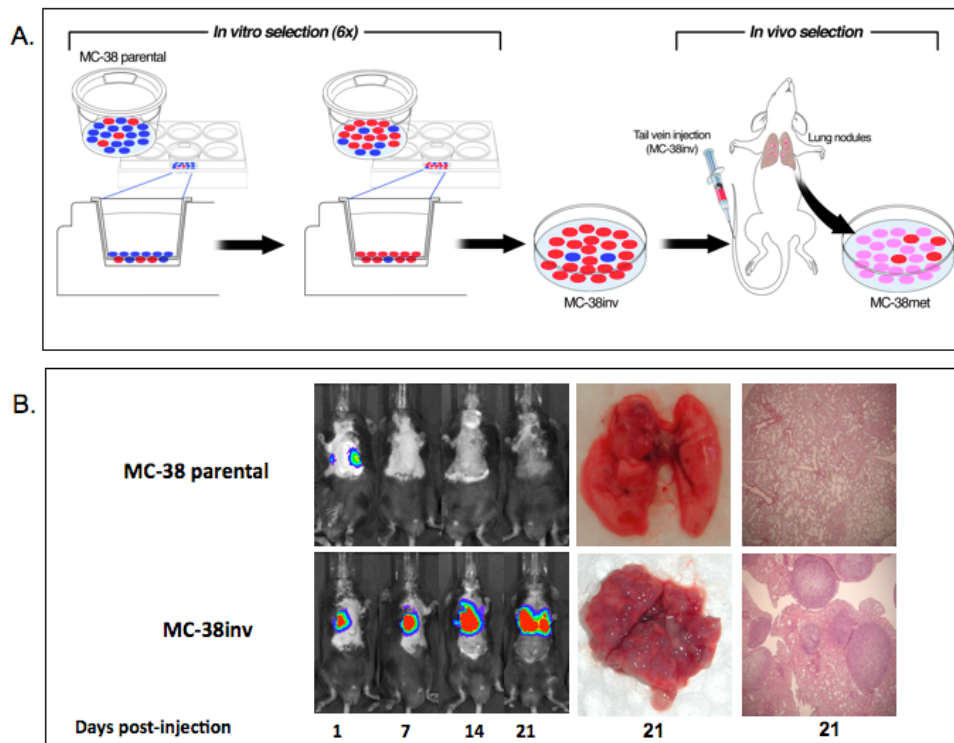 A.
In vitro selection (6x)
In vivo selection
MC-38 parental
Tail vein injection
(MC-38inv)
Lung nodules
MC-38inv
MC-38met
B.
MC-38 parental
MC-38inv
Days post-injection 1 7 14 21 21 21